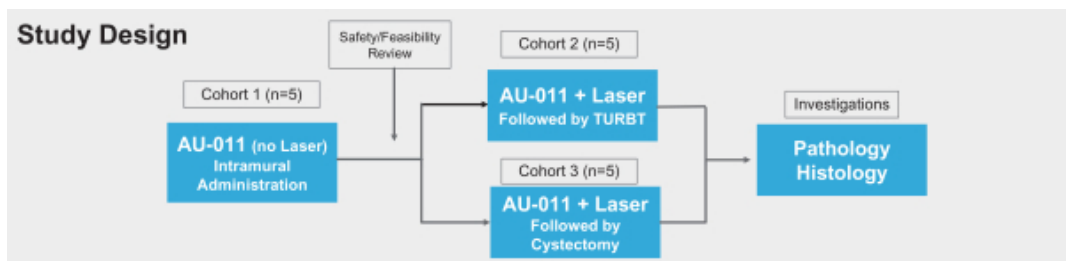 Study Design
Safety/Feasibility
Review
Cohort 1 (n=5)
AU-011 (no Laser)
Intramural
Administration
Cohort 2 (n=5)
AU-011 + Laser
Followed by TURBT
Cohort 3 (n=5)
AU-011 + Laser
Followed by
Cystectomy
Investigations
Pathology
Histology